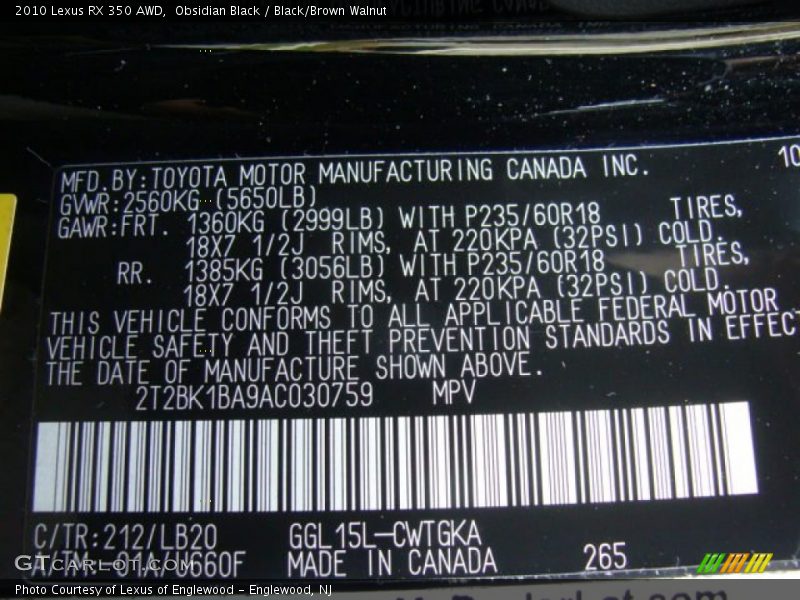 2010 Lexus RX 350 AWD, Obsidian Black / Black/Brown Walnut
10
MFD.BY:TOYOTA MOTOR MANUFACTURING CANADA INC.
GVWR:2560KG (5650LB)
GAWR:FRT. 1360KG (2999LB) WITH P235/60R18 TIRES,
18X7 1/2J RIMS, AT 220KPA (32PSI) COLD.
RR. 1385KG (3056LB) WITH P235/60R18 TIRES,
18X7 1/2J RIMS, AT 220KPA (32PSI) COLD.
THIS VEHICLE CONFORMS TO ALL APPLICABLE FEDERAL MOTOR
VEHICLE SAFETY AND THEFT PREVENTION STANDARDS IN EFFECT
THE DATE OF MANUFACTURE SHOWN ABOVE.
2T2BK1BA9AC030759 MPV
C/TR:212/LB20 GGL15L-CWTGKA
A/TM:-01A/U660F MADE IN CANADA 265
GTCarLot.com
Photo Courtesy of Lexus of Englewood – Englewood, NJ